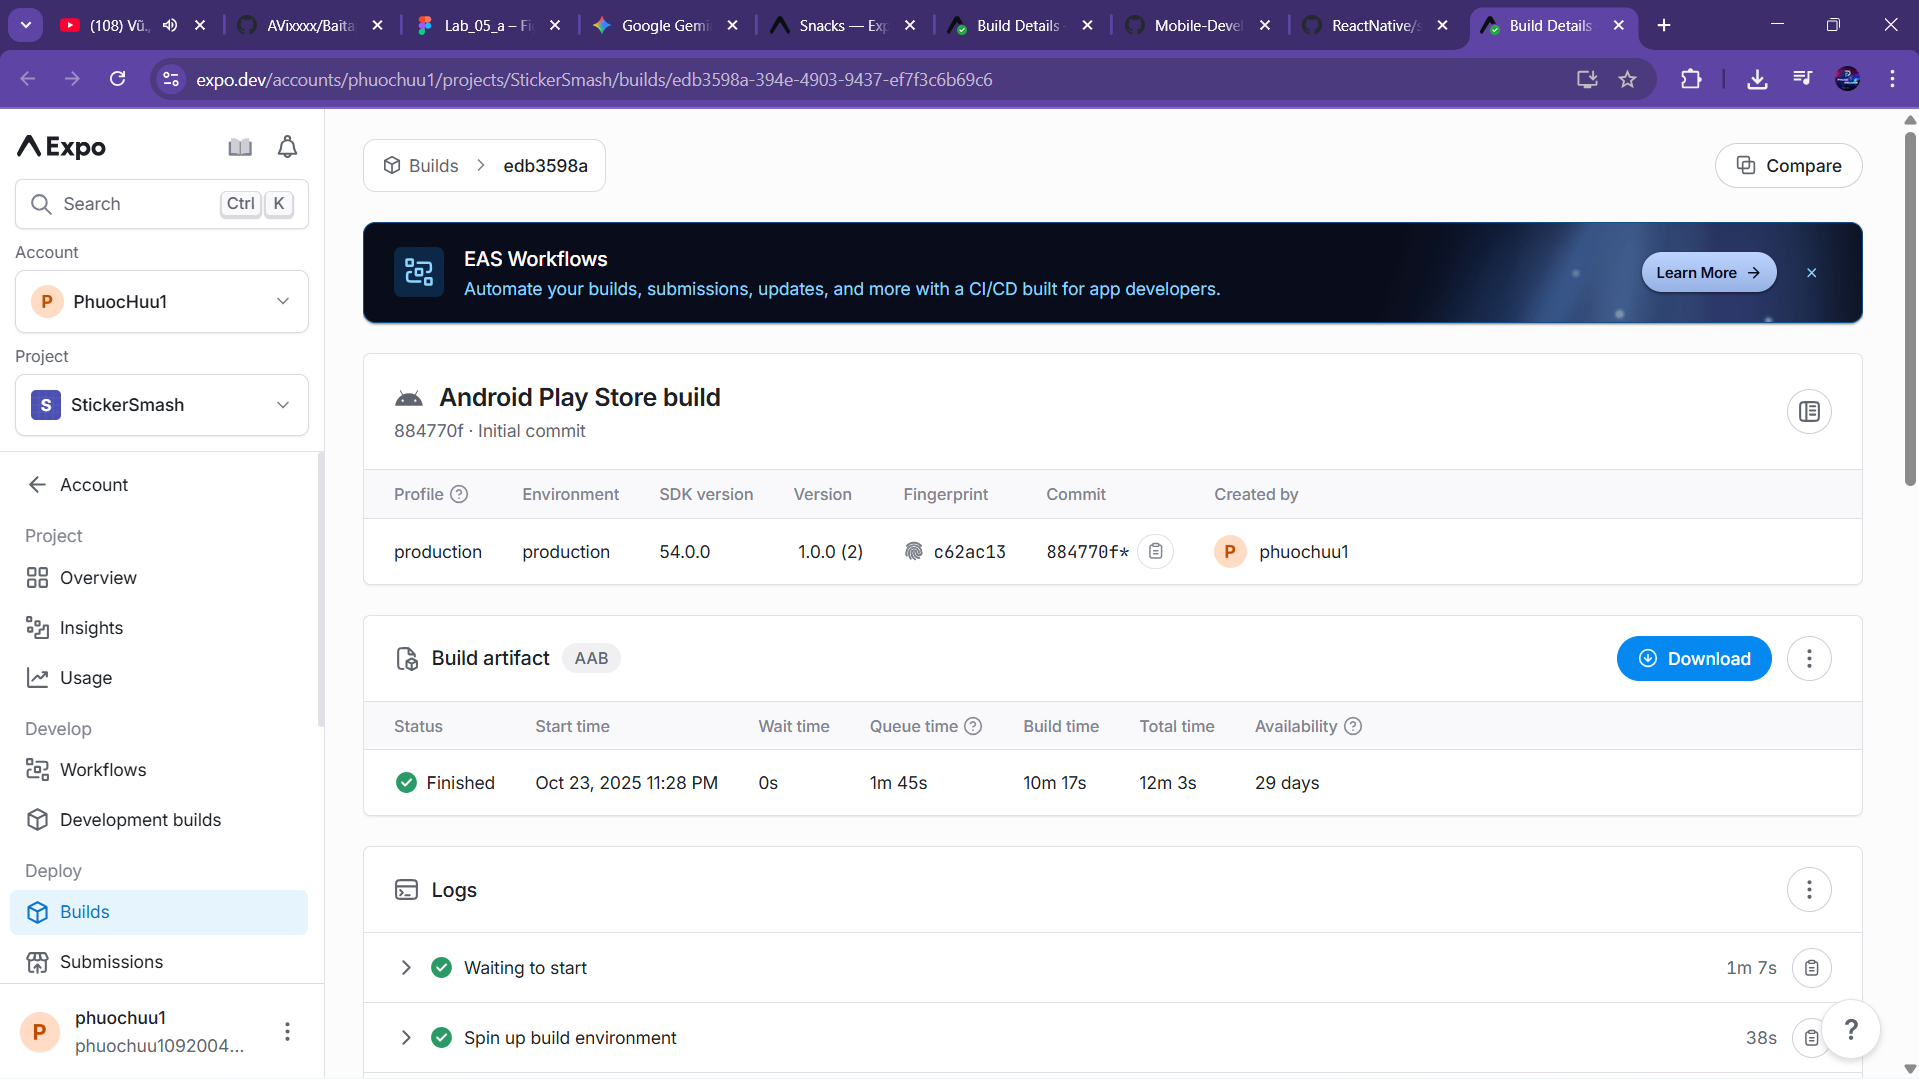 (108) Vũ.
AVixxxx/Baita
Lab_05_a – Fi
Google Gemi
Snacks — Exp
Build Details
Mobile-Devel
ReactNative/s
Build Details
expo.dev/accounts/phuochuu1/projects/StickerSmash/builds/edb3598a-394e-4903-9437-ef7f3c6b69c6
Expo
Search Ctrl K
Account
P PhuocHuu1
Project
S StickerSmash
Account
Project
Overview
Insights
Usage
Develop
Workflows
Development builds
Deploy
Builds
Submissions
P phuochuu1
phuochuu1092004...
Builds > edb3598a
Compare
EAS Workflows
Automate your builds, submissions, updates, and more with a CI/CD built for app developers.
Learn More →
Android Play Store build
884770f · Initial commit
Profile Environment SDK version Version Fingerprint Commit Created by
production production 54.0.0 1.0.0 (2) c62ac13 884770f* P phuochuu1
Build artifact AAB
Download
Status Start time Wait time Queue time Build time Total time Availability
Finished Oct 23, 2025 11:28 PM 0s 1m 45s 10m 17s 12m 3s 29 days
Logs
Waiting to start 1m 7s
Spin up build environment 38s
?